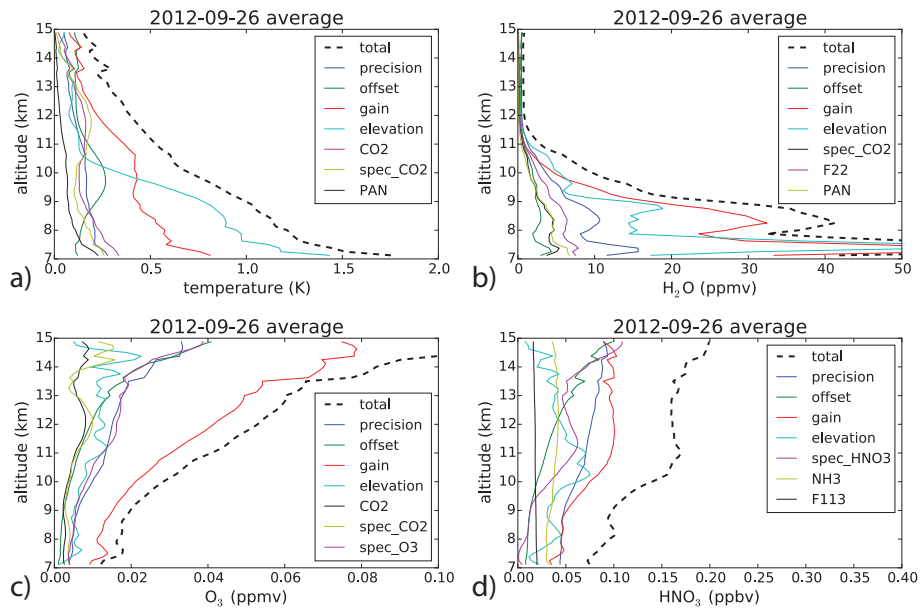 2012-09-26 average
15
14
13
12
11
10
9
8
7
altitude (km)
total
precision
offset
gain
elevation
CO2
spec_CO2
PAN
0.0 0.5 1.0 1.5 2.0
temperature (K)
a)
2012-09-26 average
15
14
13
12
11
10
9
8
7
altitude (km)
total
precision
offset
gain
elevation
spec_CO2
F22
PAN
0 10 20 30 40 50
H₂O (ppmv)
b)
2012-09-26 average
15
14
13
12
11
10
9
8
7
altitude (km)
total
precision
offset
gain
elevation
CO2
spec_CO2
spec_O3
0.00 0.02 0.04 0.06 0.08 0.10
O₃ (ppmv)
c)
2012-09-26 average
15
14
13
12
11
10
9
8
7
altitude (km)
total
precision
offset
gain
elevation
spec_HNO3
NH3
F113
0.00 0.05 0.10 0.15 0.20 0.25 0.30 0.35 0.40
HNO₃ (ppbv)
d)